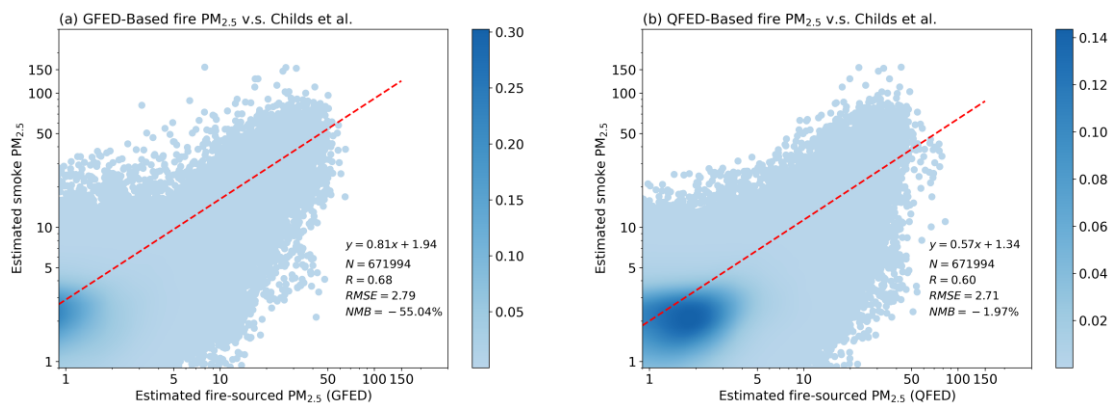 (a) GFED-Based fire PM2.5 v.s. Childs et al.
0.30
0.25
0.20
0.15
0.10
0.05
150
100
50
10
5
1
Estimated smoke PM2.5
y = 0.81x + 1.94
N = 671994
R = 0.68
RMSE = 2.79
NMB = − 55.04%
1 5 10 50 100 150
Estimated fire-sourced PM2.5 (GFED)
(b) QFED-Based fire PM2.5 v.s. Childs et al.
0.14
0.12
0.10
0.08
0.06
0.04
0.02
150
100
50
10
5
1
Estimated smoke PM2.5
y = 0.57x + 1.34
N = 671994
R = 0.60
RMSE = 2.71
NMB = − 1.97%
1 5 10 50 100 150
Estimated fire-sourced PM2.5 (QFED)